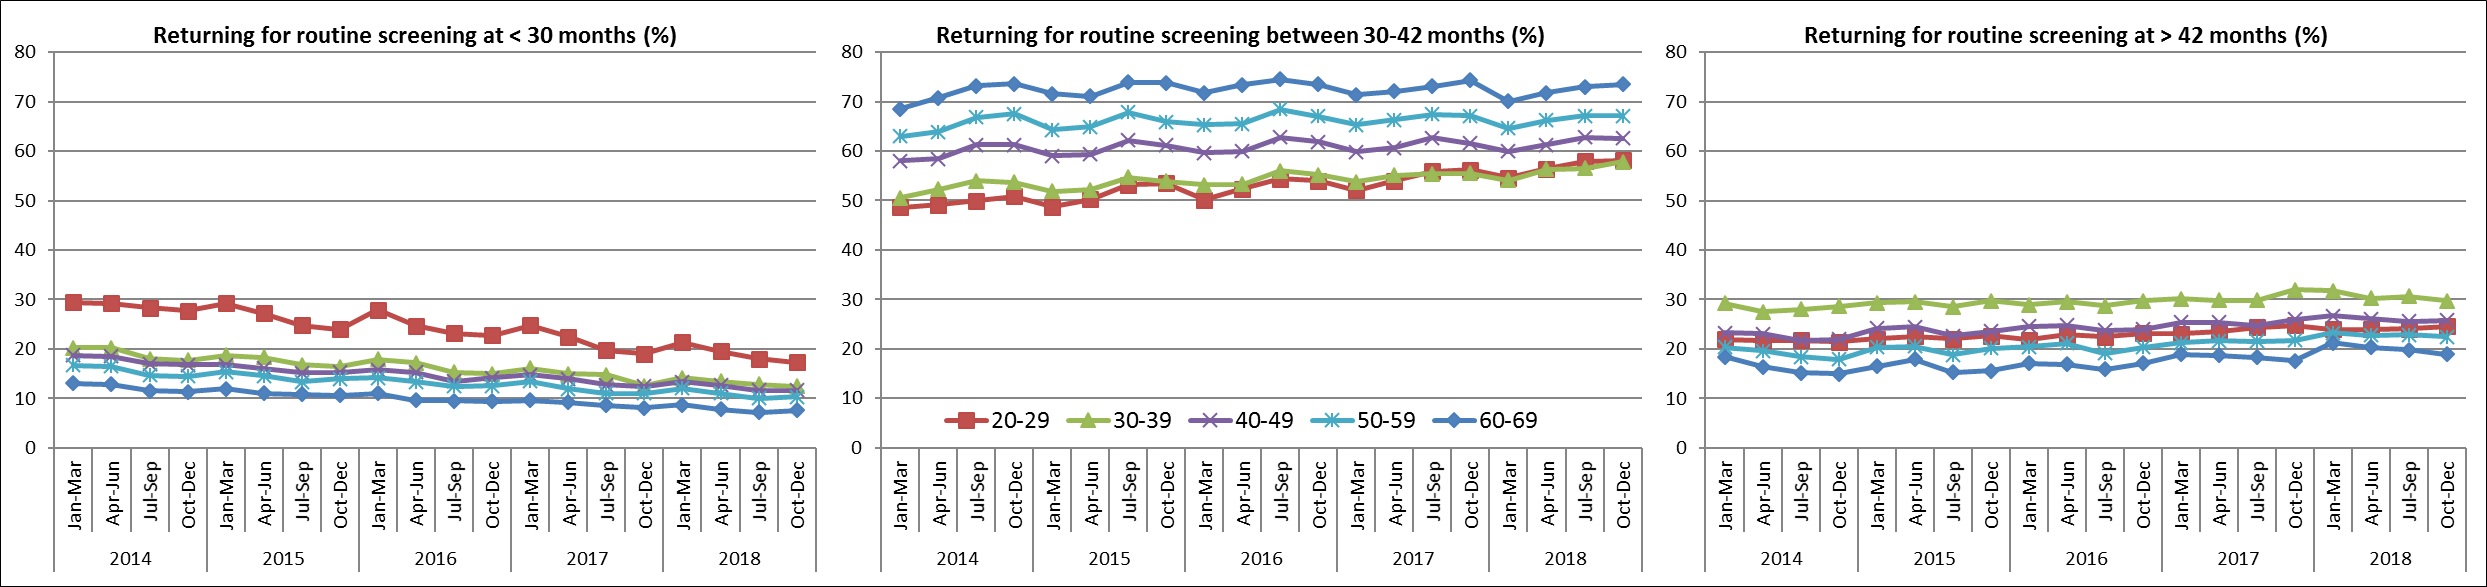 Returning for routine screening at < 30 months (%)
80
70
60
50
40
30
20
10
0
Jan-Mar
Apr-Jun
Jul-Sep
Oct-Dec
Jan-Mar
Apr-Jun
Jul-Sep
Oct-Dec
Jan-Mar
Apr-Jun
Jul-Sep
Oct-Dec
Jan-Mar
Apr-Jun
Jul-Sep
Oct-Dec
Jan-Mar
Apr-Jun
Jul-Sep
Oct-Dec
2014 2015 2016 2017 2018
Returning for routine screening between 30-42 months (%)
80
70
60
50
40
30
20
10
0
20-29 30-39 40-49 50-59 60-69
Jan-Mar
Apr-Jun
Jul-Sep
Oct-Dec
Jan-Mar
Apr-Jun
Jul-Sep
Oct-Dec
Jan-Mar
Apr-Jun
Jul-Sep
Oct-Dec
Jan-Mar
Apr-Jun
Jul-Sep
Oct-Dec
Jan-Mar
Apr-Jun
Jul-Sep
Oct-Dec
2014 2015 2016 2017 2018
Returning for routine screening at > 42 months (%)
80
70
60
50
40
30
20
10
0
Jan-Mar
Apr-Jun
Jul-Sep
Oct-Dec
Jan-Mar
Apr-Jun
Jul-Sep
Oct-Dec
Jan-Mar
Apr-Jun
Jul-Sep
Oct-Dec
Jan-Mar
Apr-Jun
Jul-Sep
Oct-Dec
Jan-Mar
Apr-Jun
Jul-Sep
Oct-Dec
2014 2015 2016 2017 2018